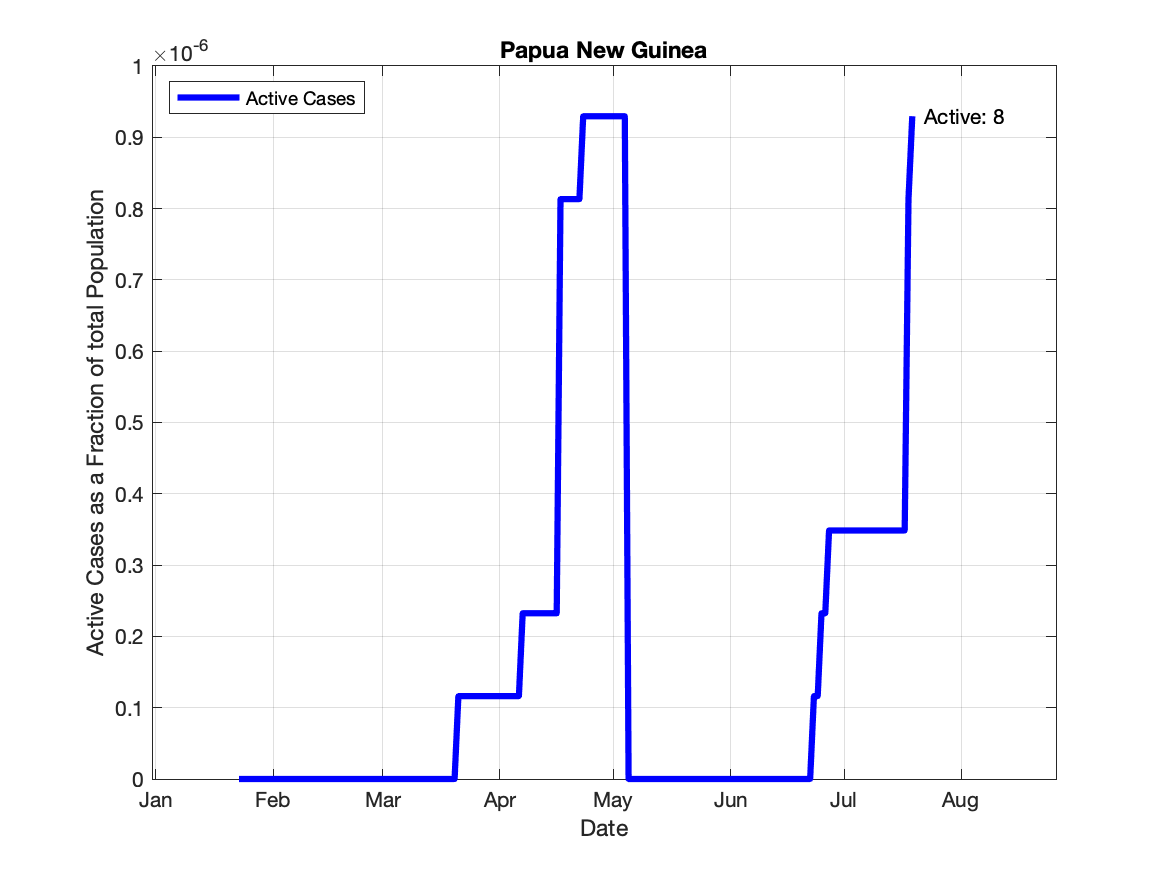 Papua New Guinea
×10-6
Active Cases
Active: 8
Active Cases as a Fraction of total Population
1
0.9
0.8
0.7
0.6
0.5
0.4
0.3
0.2
0.1
0
Jan Feb Mar Apr May Jun Jul Aug
Date